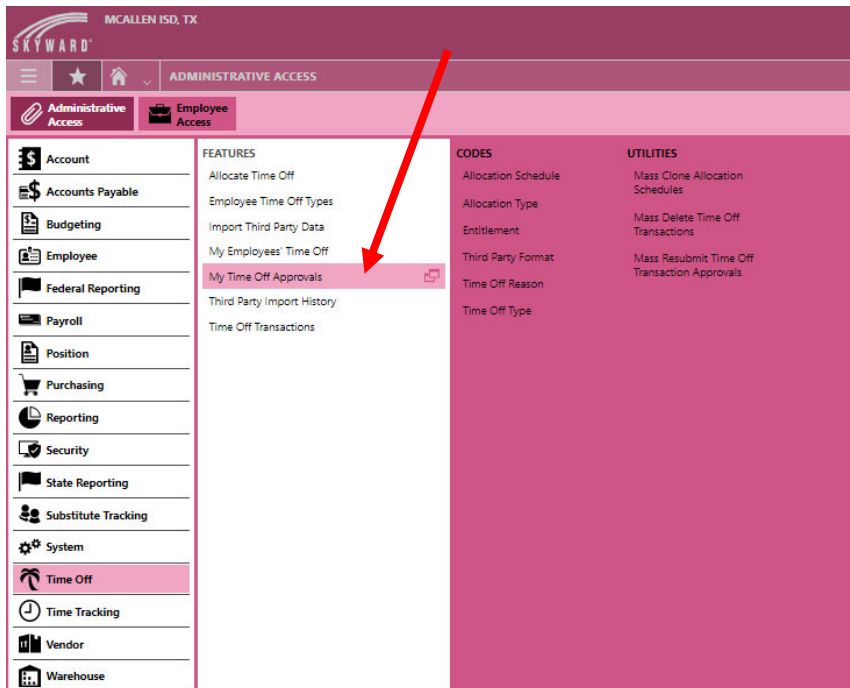 MCALLEN ISD, TX
SKYWARD
ADMINISTRATIVE ACCESS
Administrative
Access
Employee
Access
Account
Accounts Payable
Budgeting
Employee
Federal Reporting
Payroll
Position
Purchasing
Reporting
Security
State Reporting
Substitute Tracking
System
Time Off
Time Tracking
Vendor
Warehouse
FEATURES
Allocate Time Off
Employee Time Off Types
Import Third Party Data
My Employees' Time Off
My Time Off Approvals
Third Party Import History
Time Off Transactions
CODES
Allocation Schedule
Allocation Type
Entitlement
Third Party Format
Time Off Reason
Time Off Type
UTILITIES
Mass Clone Allocation
Schedules
Mass Delete Time Off
Transactions
Mass Resubmit Time Off
Transaction Approvals